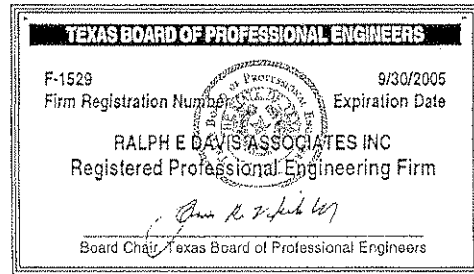 TEXAS BOARD OF PROFESSIONAL ENGINEERS
F-1529 9/30/2005
Firm Registration Number Expiration Date
RALPH E DAVIS ASSOCIATES INC
Registered Professional Engineering Firm
Board Chair, Texas Board of Professional Engineers